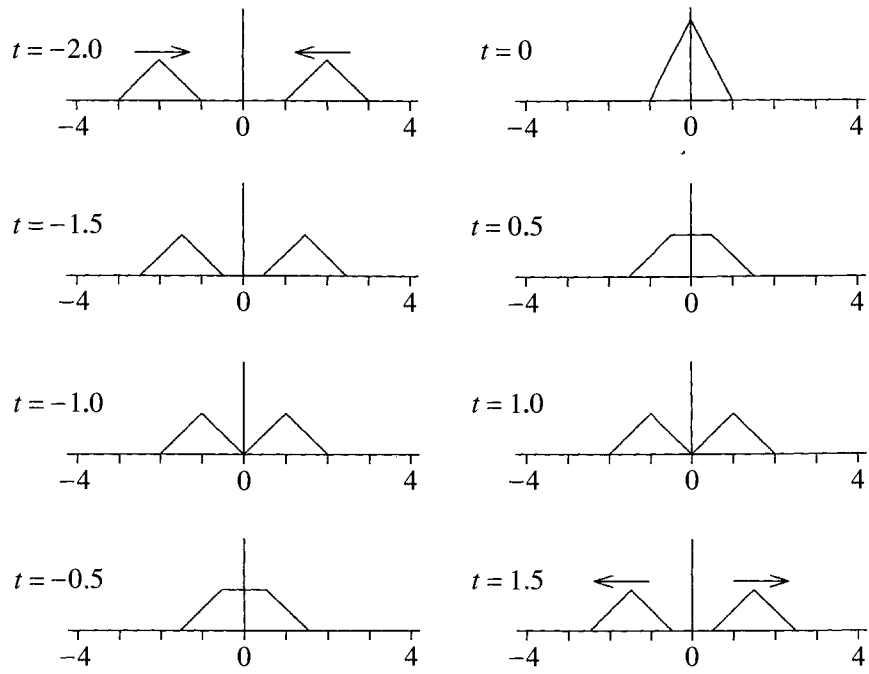 t = −2.0
−4 0 4
t = −1.5
−4 0 4
t = −1.0
−4 0 4
t = −0.5
−4 0 4
t = 0
−4 0 4
t = 0.5
−4 0 4
t = 1.0
−4 0 4
t = 1.5
−4 0 4